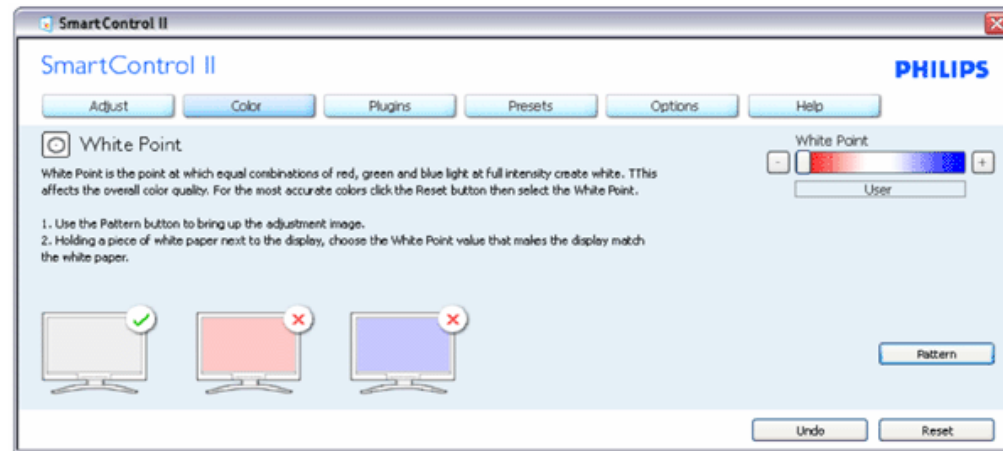 SmartControl II
SmartControl II
PHILIPS
Adjust Color Plugins Presets Options Help
White Point
White Point is the point at which equal combinations of red, green and blue light at full intensity create white. TThis
affects the overall color quality. For the most accurate colors click the Reset button then select the White Point.
1. Use the Pattern button to bring up the adjustment image.
2. Holding a piece of white paper next to the display, choose the White Point value that makes the display match
the white paper.
White Point
- +
User
Pattern
Undo Reset